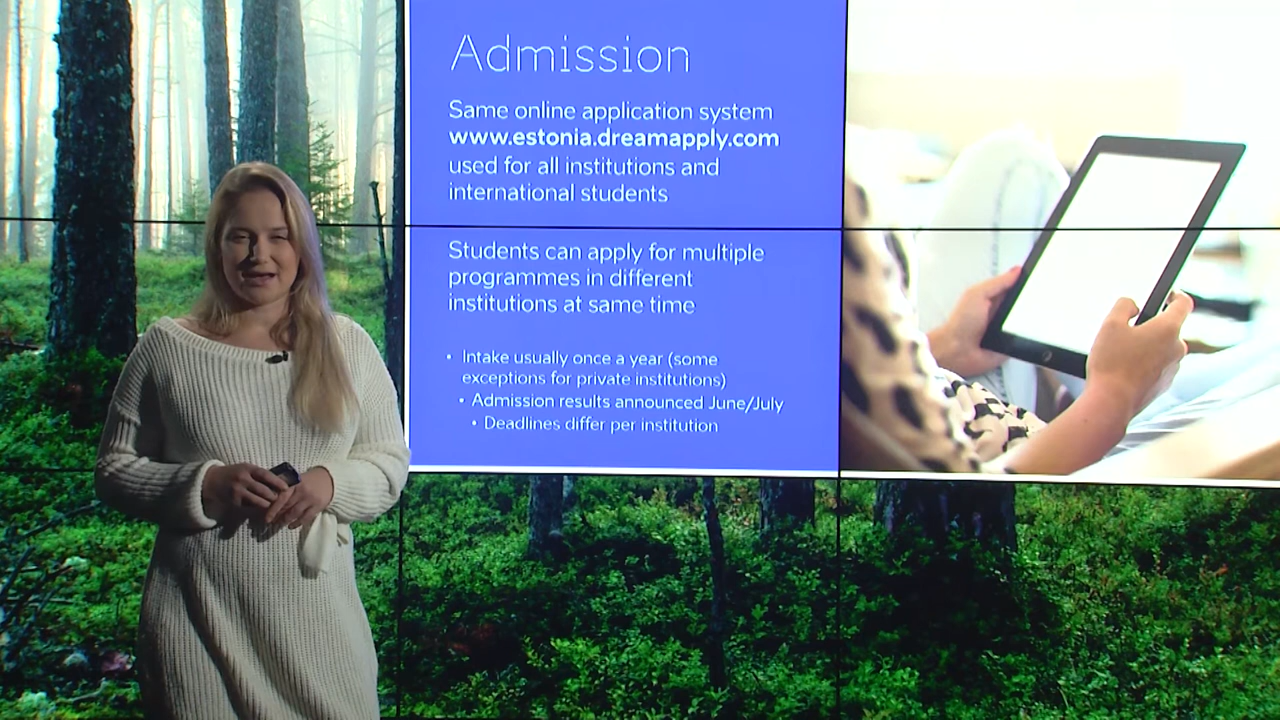 Admission
Same online application system
www.estonia.dreamapply.com
used for all institutions and
international students
Students can apply for multiple
programmes in different
institutions at same time
• Intake usually once a year (some
exceptions for private institutions)
• Admission results announced June/July
• Deadlines differ per institution